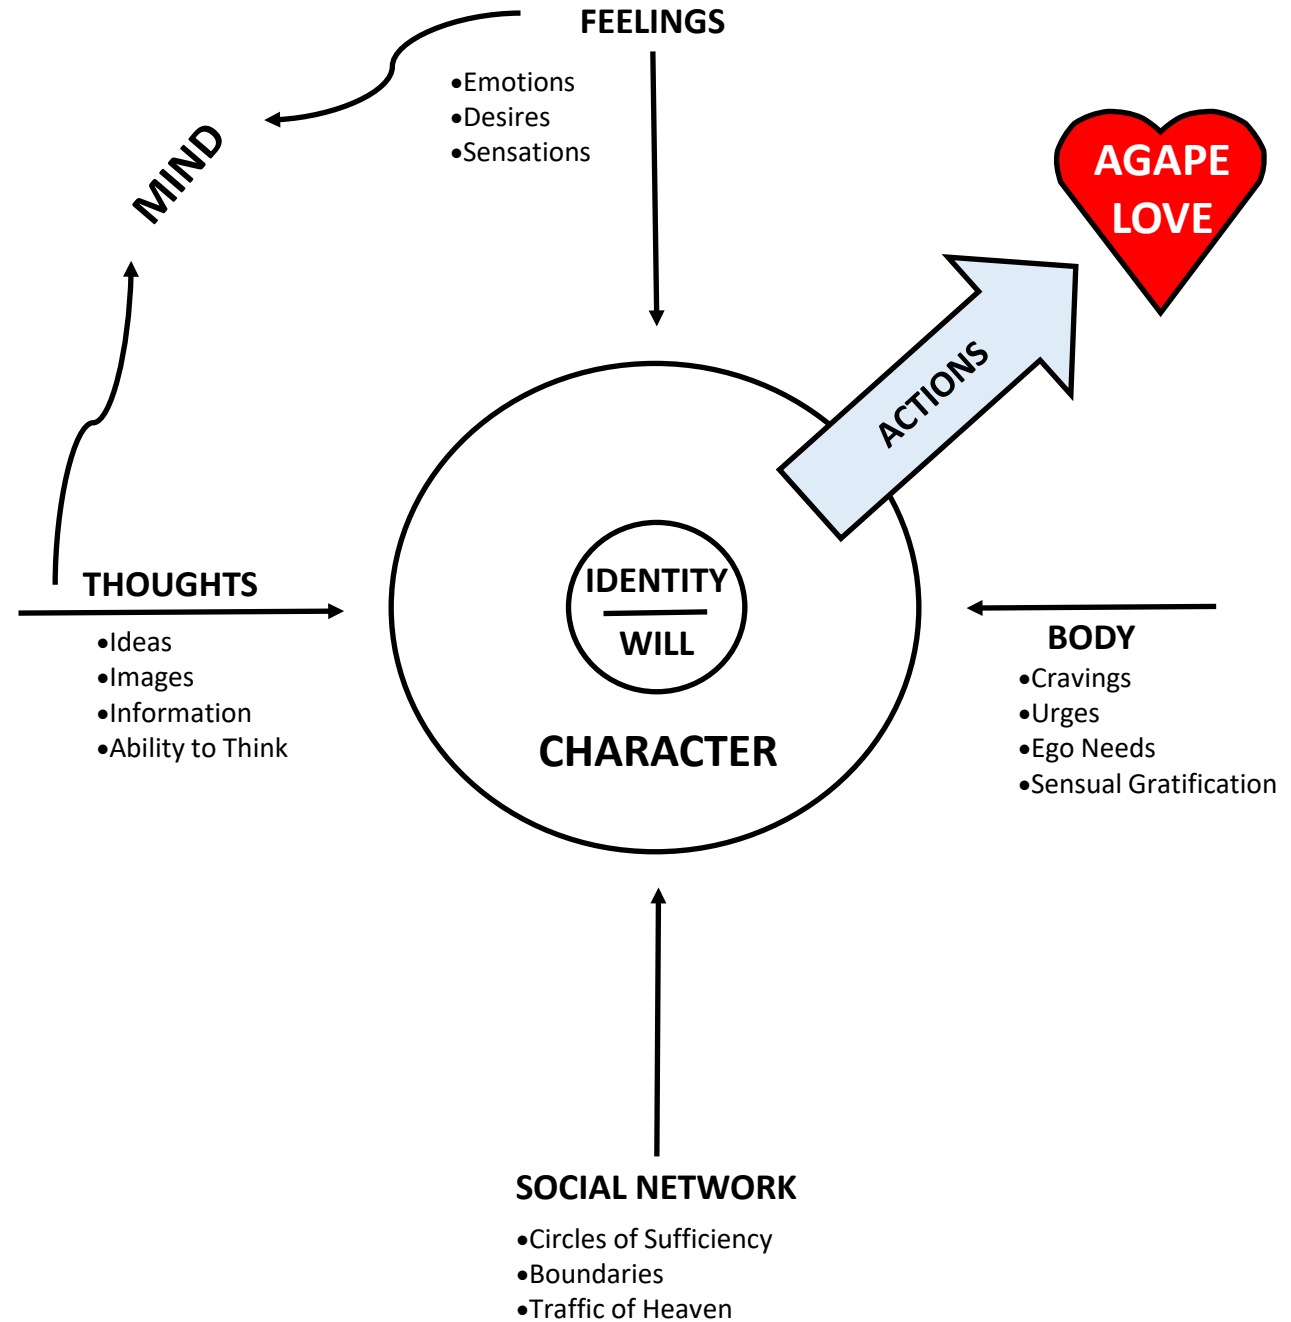 FEELINGS
•Emotions
•Desires
•Sensations
MIND
AGAPE
LOVE
ACTIONS
THOUGHTS
•Ideas
•Images
•Information
•Ability to Think
IDENTITY
WILL
CHARACTER
BODY
•Cravings
•Urges
•Ego Needs
•Sensual Gratification
SOCIAL NETWORK
•Circles of Sufficiency
•Boundaries
•Traffic of Heaven